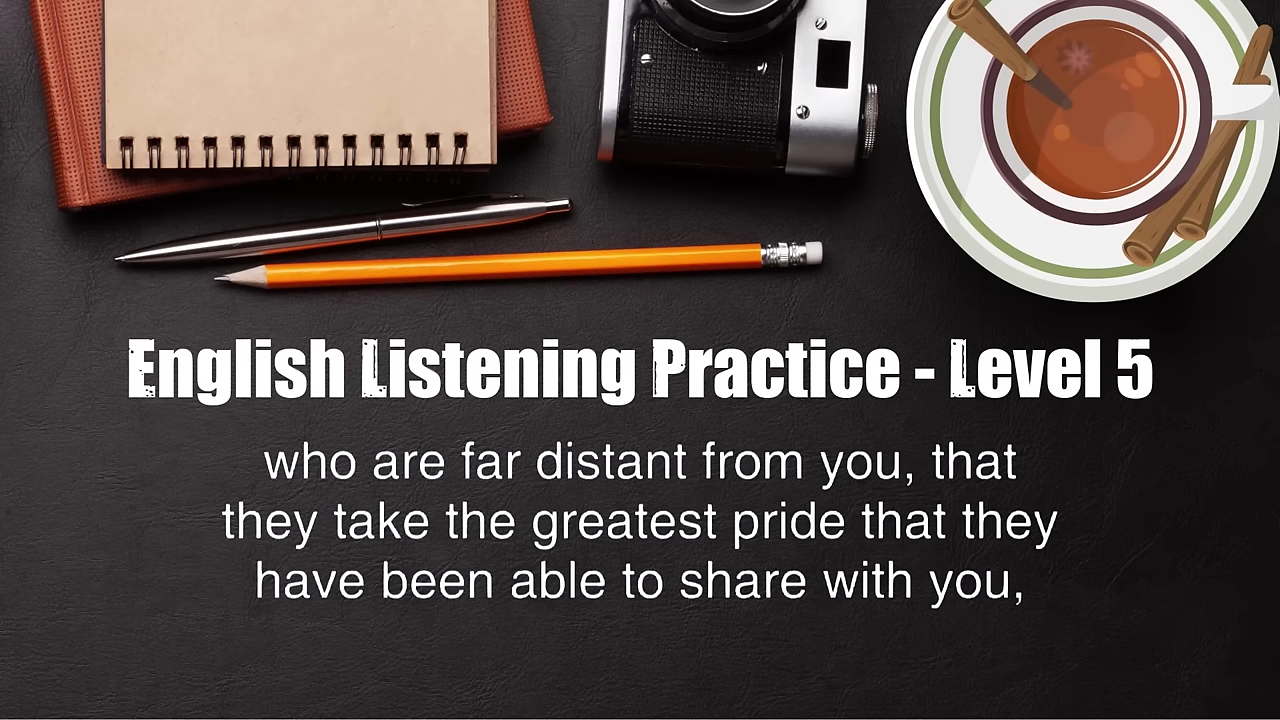 English Listening Practice - Level 5
who are far distant from you, that
they take the greatest pride that they
have been able to share with you,